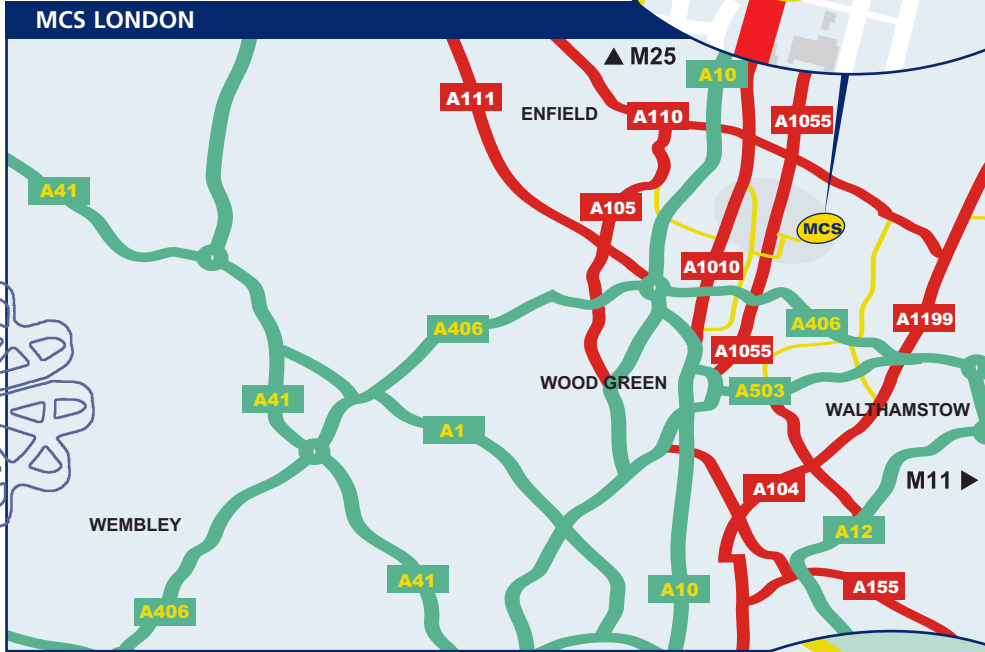 MCS LONDON
▲ M25
A10
A111
ENFIELD
A110
A1055
A41
A105
MCS
A1010
A406
A406
A1199
A1055
WOOD GREEN
A503
A41
WALTHAMSTOW
A1
M11 ▶
A104
WEMBLEY
A12
A41
A10
A155
A406